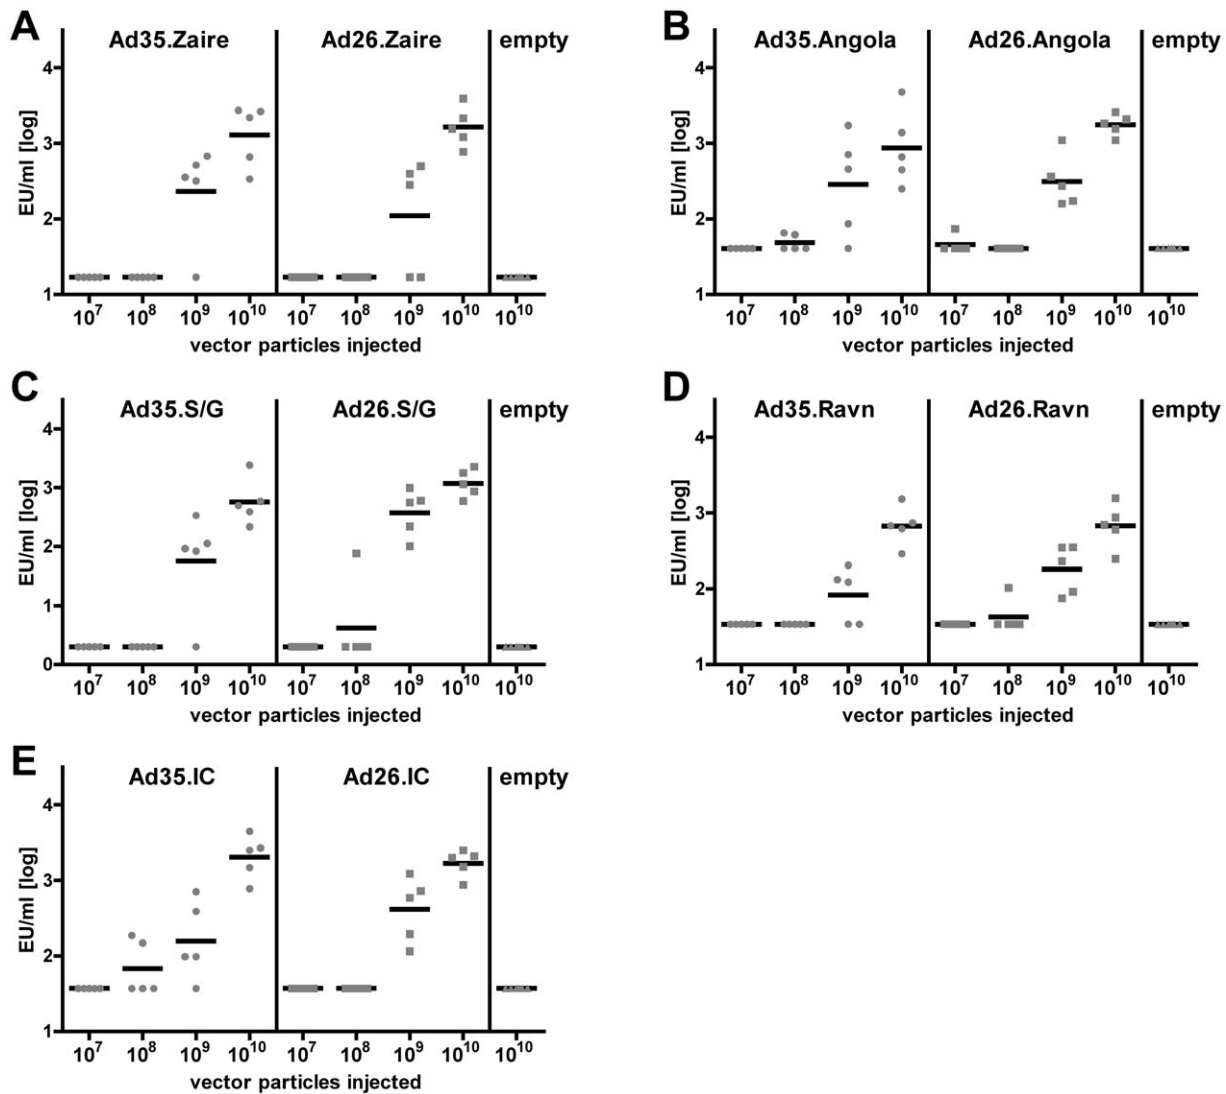 A
Ad35.Zaire Ad26.Zaire empty
EU/ml [log]
4
3
2
1
10^7 10^8 10^9 10^10 10^7 10^8 10^9 10^10 10^10
vector particles injected
B
Ad35.Angola Ad26.Angola empty
EU/ml [log]
4
3
2
1
10^7 10^8 10^9 10^10 10^7 10^8 10^9 10^10 10^10
vector particles injected
C
Ad35.S/G Ad26.S/G empty
EU/ml [log]
4
3
2
1
0
10^7 10^8 10^9 10^10 10^7 10^8 10^9 10^10 10^10
vector particles injected
D
Ad35.Ravn Ad26.Ravn empty
EU/ml [log]
4
3
2
1
10^7 10^8 10^9 10^10 10^7 10^8 10^9 10^10 10^10
vector particles injected
E
Ad35.IC Ad26.IC empty
EU/ml [log]
4
3
2
1
10^7 10^8 10^9 10^10 10^7 10^8 10^9 10^10 10^10
vector particles injected